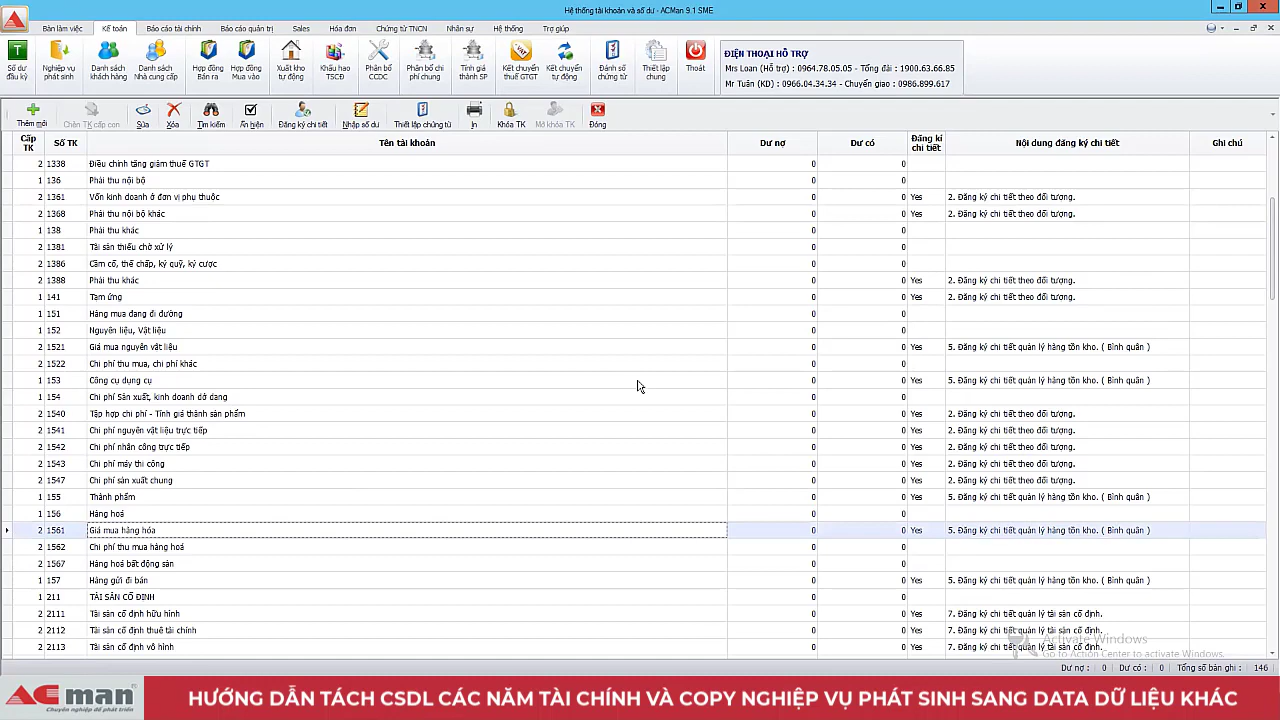 Hệ thống tài khoản và số dư - ACMan 9.1 SME
Bàn làm việc Kế toán Báo cáo tài chính Báo cáo quản trị Sales Hóa đơn Chứng từ TNCN Nhân sự Hệ thống Trợ giúp
Số dư đầu kỳ
Nghiệp vụ phát sinh
Danh sách khách hàng
Danh sách Nhà cung cấp
Hợp đồng Bán ra
Hợp đồng Mua vào
Xuất kho tự động
Khấu hao TSCĐ
Phân bổ CCDC
Phân bổ chi phí chung
Tính giá thành SP
Kết chuyển thuế GTGT
Kết chuyển tự động
Đánh số chứng từ
Thiết lập chung
Thoát
ĐIỆN THOẠI HỖ TRỢ
Mrs Loan (Hỗ trợ) : 0964.78.05.05 - Tổng đài : 1900.63.66.85
Mr Tuân (KD) : 0966.04.34.34 - Chuyển giao : 0986.899.617
Thêm mới Chèn TK cấp con Sửa Xóa Tìm kiếm Ẩn hiện Đăng ký chi tiết Nhập số dư Thiết lập chứng từ In Khóa TK Mở khóa TK Đóng
Cấp TK Số TK Tên tài khoản Dư nợ Dư có Đăng kí chi tiết Nội dung đăng ký chi tiết Ghi chú
2 1338 Điều chỉnh tăng giảm thuế GTGT 0 0
1 136 Phải thu nội bộ 0 0
2 1361 Vốn kinh doanh ở đơn vị phụ thuộc 0 0 Yes 2. Đăng ký chi tiết theo đối tượng.
2 1368 Phải thu nội bộ khác 0 0 Yes 2. Đăng ký chi tiết theo đối tượng.
1 138 Phải thu khác 0 0
2 1381 Tài sản thiếu chờ xử lý 0 0
2 1386 Cầm cố, thế chấp, ký quỹ, ký cược 0 0
2 1388 Phải thu khác 0 0 Yes 2. Đăng ký chi tiết theo đối tượng.
1 141 Tạm ứng 0 0 Yes 2. Đăng ký chi tiết theo đối tượng.
1 151 Hàng mua đang đi đường 0 0
1 152 Nguyên liệu, Vật liệu 0 0
2 1521 Giá mua nguyên vật liệu 0 0 Yes 5. Đăng ký chi tiết quản lý hàng tồn kho. ( Bình quân )
2 1522 Chi phí thu mua, chi phí khác 0 0
1 153 Công cụ dụng cụ 0 0 Yes 5. Đăng ký chi tiết quản lý hàng tồn kho. ( Bình quân )
1 154 Chi phí Sản xuất, kinh doanh dở dang 0 0
2 1540 Tập hợp chi phí - Tính giá thành sản phẩm 0 0 Yes 2. Đăng ký chi tiết theo đối tượng.
2 1541 Chi phí nguyên vật liệu trực tiếp 0 0 Yes 2. Đăng ký chi tiết theo đối tượng.
2 1542 Chi phí nhân công trực tiếp 0 0 Yes 2. Đăng ký chi tiết theo đối tượng.
2 1543 Chi phí máy thi công 0 0 Yes 2. Đăng ký chi tiết theo đối tượng.
2 1547 Chi phí sản xuất chung 0 0 Yes 2. Đăng ký chi tiết theo đối tượng.
1 155 Thành phẩm 0 0 Yes 5. Đăng ký chi tiết quản lý hàng tồn kho. ( Bình quân )
1 156 Hàng hoá 0 0
2 1561 Giá mua hàng hóa 0 0 Yes 5. Đăng ký chi tiết quản lý hàng tồn kho. ( Bình quân )
2 1562 Chi phí thu mua hàng hoá 0 0
2 1567 Hàng hoá bất động sản 0 0
1 157 Hàng gửi đi bán 0 0 Yes 5. Đăng ký chi tiết quản lý hàng tồn kho. ( Bình quân )
1 211 TÀI SẢN CỐ ĐỊNH 0 0
2 2111 Tài sản cố định hữu hình 0 0 Yes 7. Đăng ký chi tiết quản lý tài sản cố định.
2 2112 Tài sản cố định thuê tài chính 0 0 Yes 7. Đăng ký chi tiết quản lý tài sản cố định.
2 2113 Tài sản cố định vô hình 0 0 Yes 7. Đăng ký chi tiết quản lý tài sản cố định.
Activate Windows
Go to Action Center to activate Windows.
Dư nợ : 0 Dư có : 0 Tổng số bản ghi : 146
ACman
Chuyên nghiệp để phát triển
HƯỚNG DẪN TÁCH CSDL CÁC NĂM TÀI CHÍNH VÀ COPY NGHIỆP VỤ PHÁT SINH SANG DATA DỮ LIỆU KHÁC